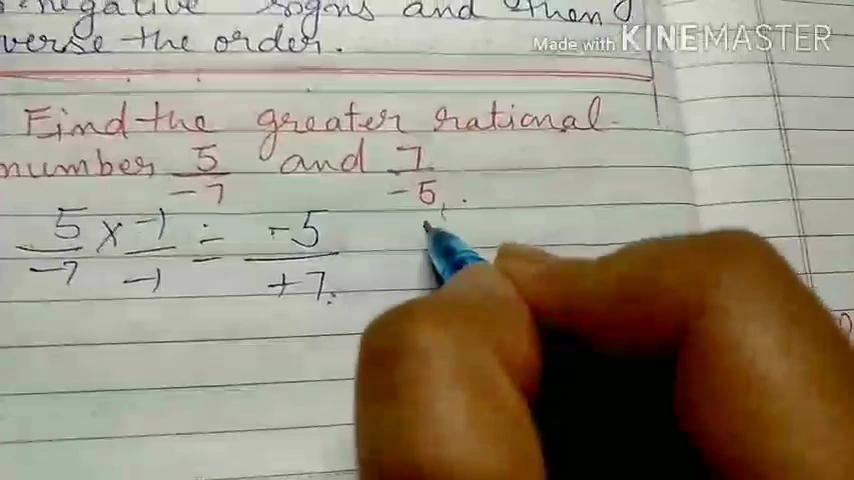 negative signs and then
verse the order.
Made with KINEMASTER
Find the greater rational
number 5/-7 and 7/-5.
5/-7 × -1/-1 = -5/+7.